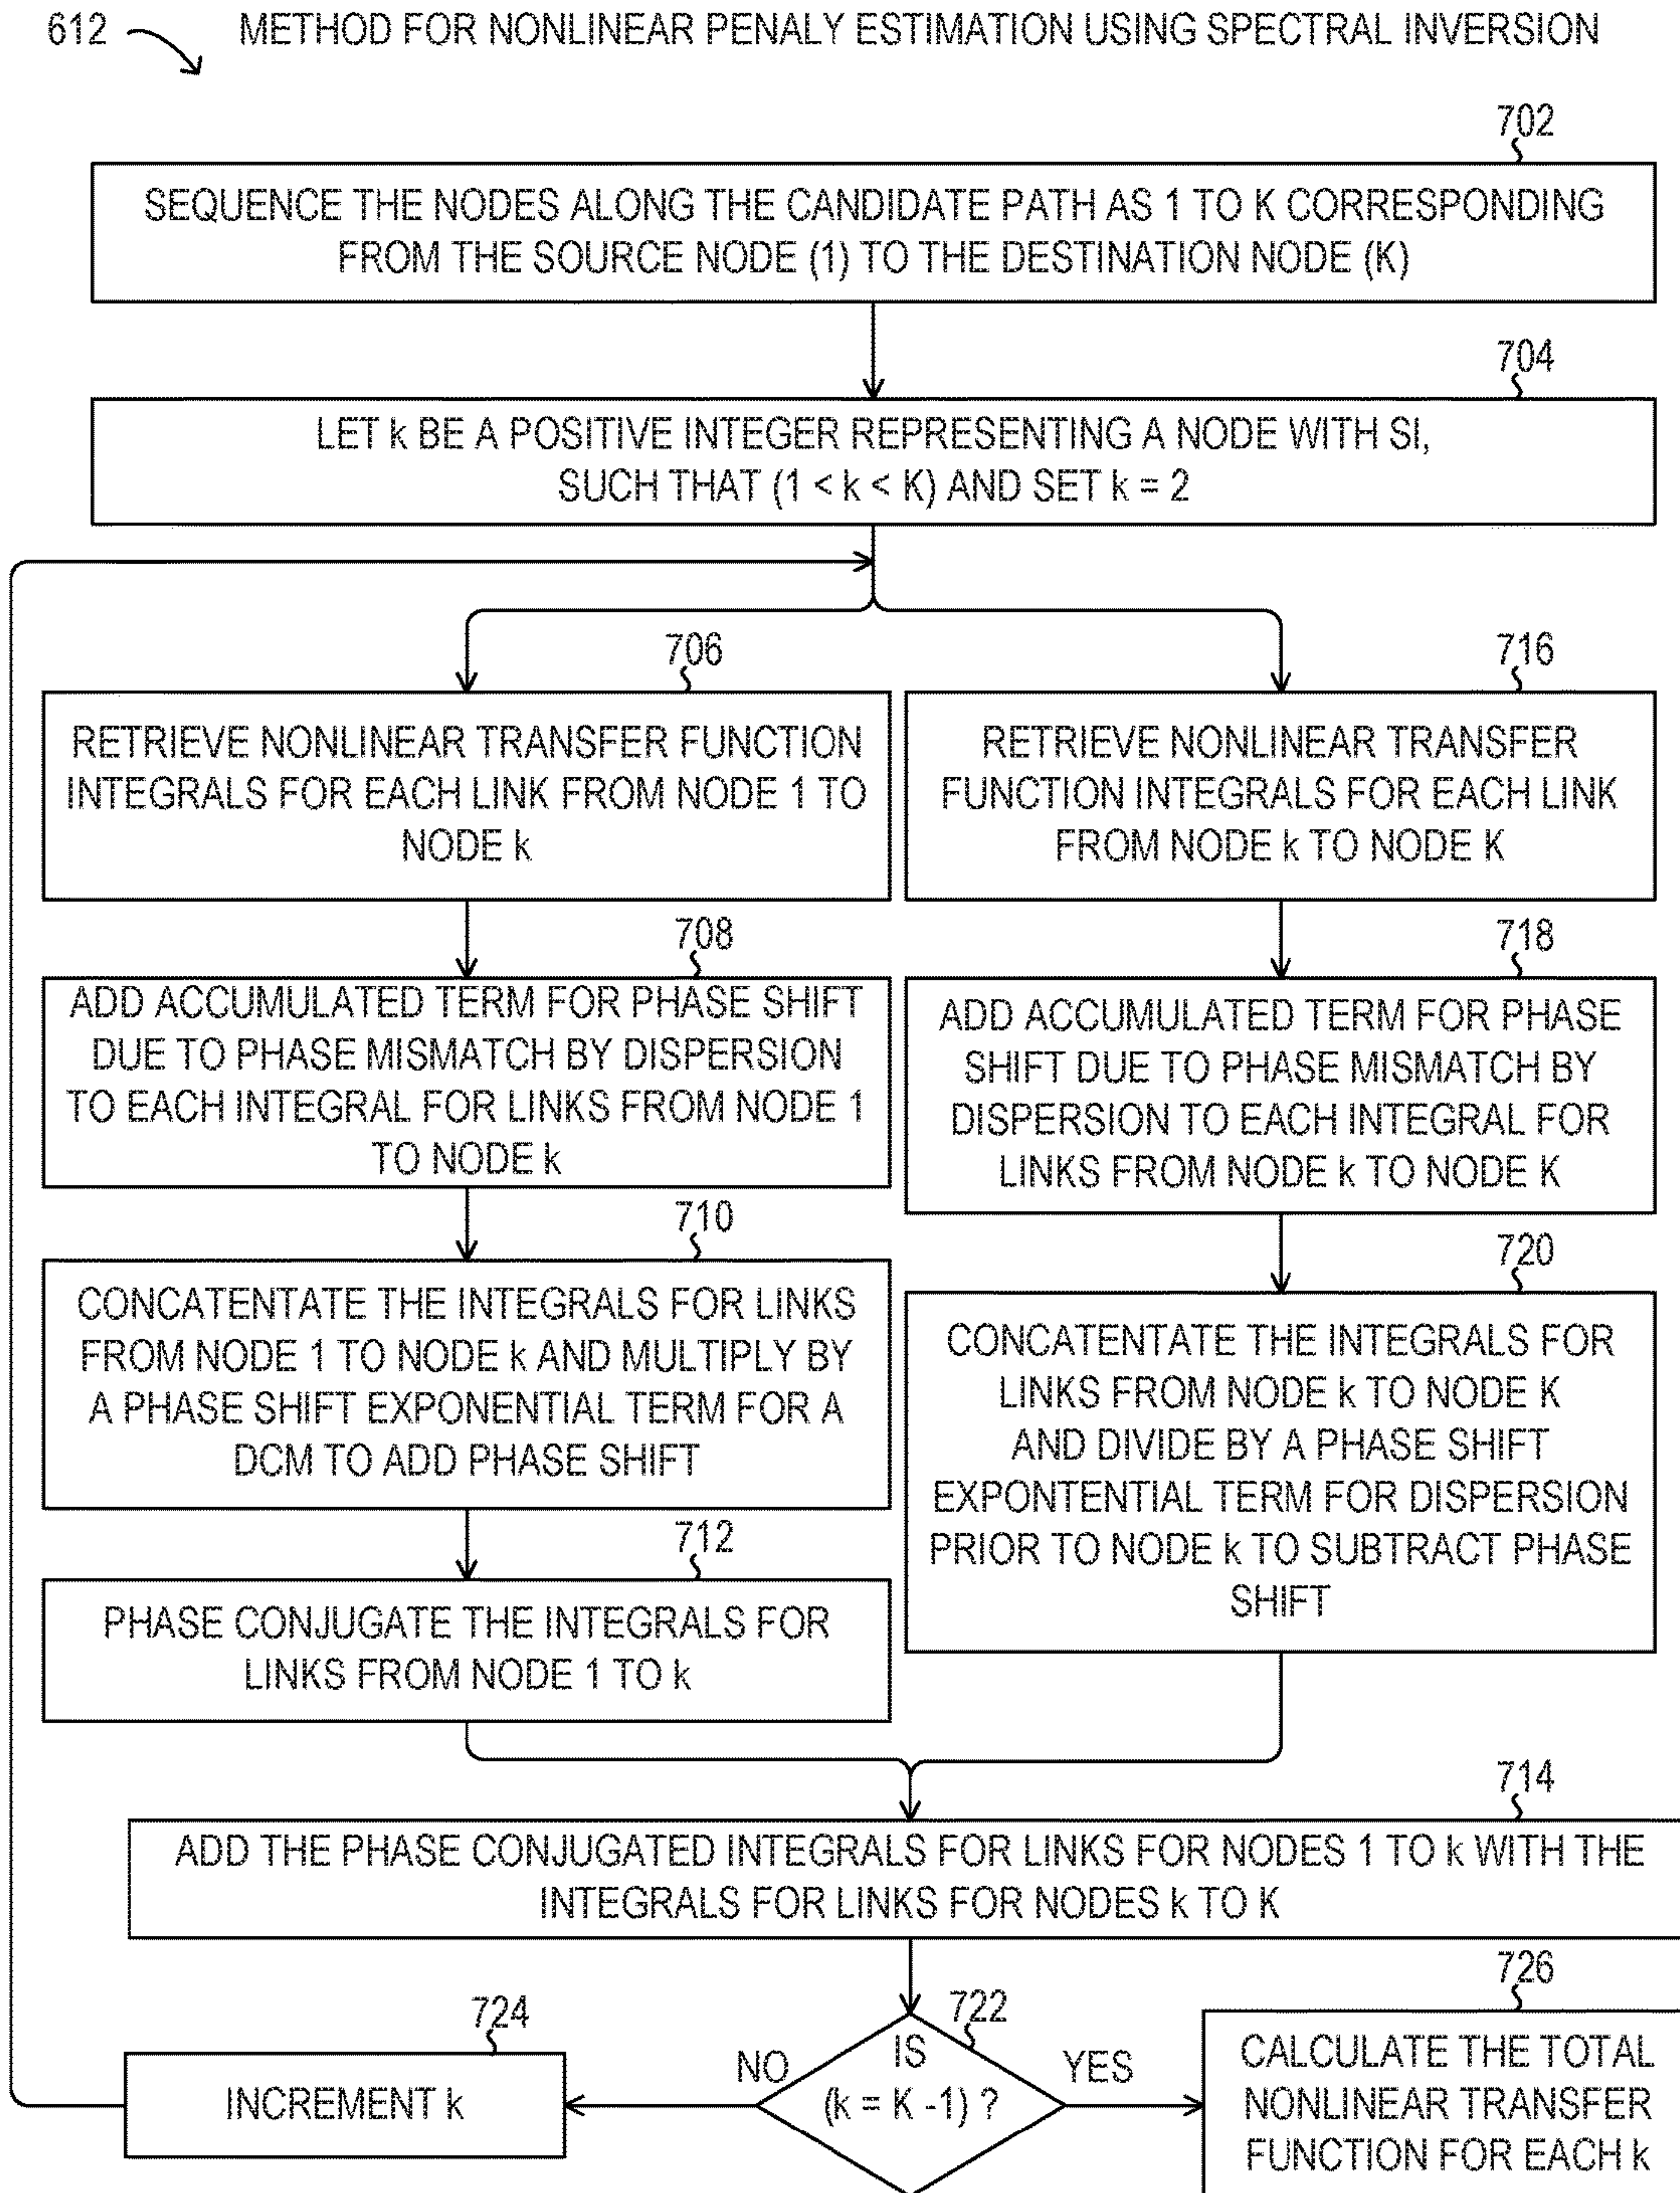 612
METHOD FOR NONLINEAR PENALY ESTIMATION USING SPECTRAL INVERSION
702
SEQUENCE THE NODES ALONG THE CANDIDATE PATH AS 1 TO K CORRESPONDING
FROM THE SOURCE NODE (1) TO THE DESTINATION NODE (K)
704
LET k BE A POSITIVE INTEGER REPRESENTING A NODE WITH SI,
SUCH THAT (1 < k < K) AND SET k = 2
706
RETRIEVE NONLINEAR TRANSFER FUNCTION
INTEGRALS FOR EACH LINK FROM NODE 1 TO
NODE k
708
ADD ACCUMULATED TERM FOR PHASE SHIFT
DUE TO PHASE MISMATCH BY DISPERSION
TO EACH INTEGRAL FOR LINKS FROM NODE 1
TO NODE k
710
CONCATENTATE THE INTEGRALS FOR LINKS
FROM NODE 1 TO NODE k AND MULTIPLY BY
A PHASE SHIFT EXPONENTIAL TERM FOR A
DCM TO ADD PHASE SHIFT
712
PHASE CONJUGATE THE INTEGRALS FOR
LINKS FROM NODE 1 TO k
716
RETRIEVE NONLINEAR TRANSFER
FUNCTION INTEGRALS FOR EACH LINK
FROM NODE k TO NODE K
718
ADD ACCUMULATED TERM FOR PHASE
SHIFT DUE TO PHASE MISMATCH BY
DISPERSION TO EACH INTEGRAL FOR
LINKS FROM NODE k TO NODE K
720
CONCATENTATE THE INTEGRALS FOR
LINKS FROM NODE k TO NODE K
AND DIVIDE BY A PHASE SHIFT
EXPONTENTIAL TERM FOR DISPERSION
PRIOR TO NODE k TO SUBTRACT PHASE
SHIFT
714
ADD THE PHASE CONJUGATED INTEGRALS FOR LINKS FOR NODES 1 TO k WITH THE
INTEGRALS FOR LINKS FOR NODES k TO K
722
IS
(k = K -1) ?
NO
YES
724
INCREMENT k
726
CALCULATE THE TOTAL
NONLINEAR TRANSFER
FUNCTION FOR EACH k